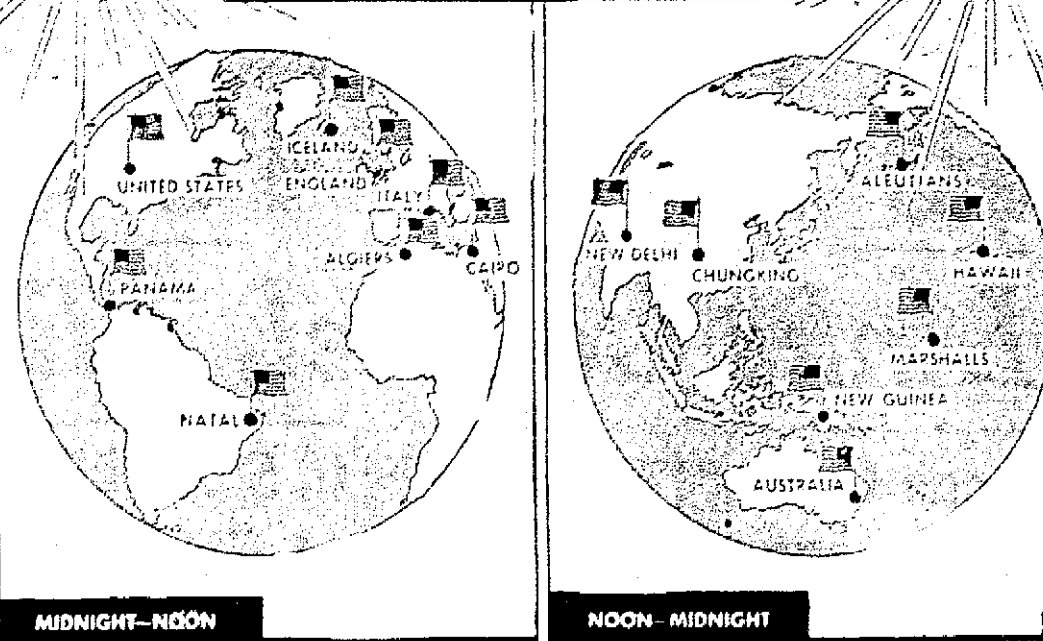 ICELAND
UNITED STATES
ENGLAND
ITALY
ALGIERS
CAIRO
PANAMA
NATAL
MIDNIGHT–NOON
ALEUTIANS
NEW DELHI
CHUNGKING
HAWAII
MARSHALLS
NEW GUINEA
AUSTRALIA
NOON–MIDNIGHT